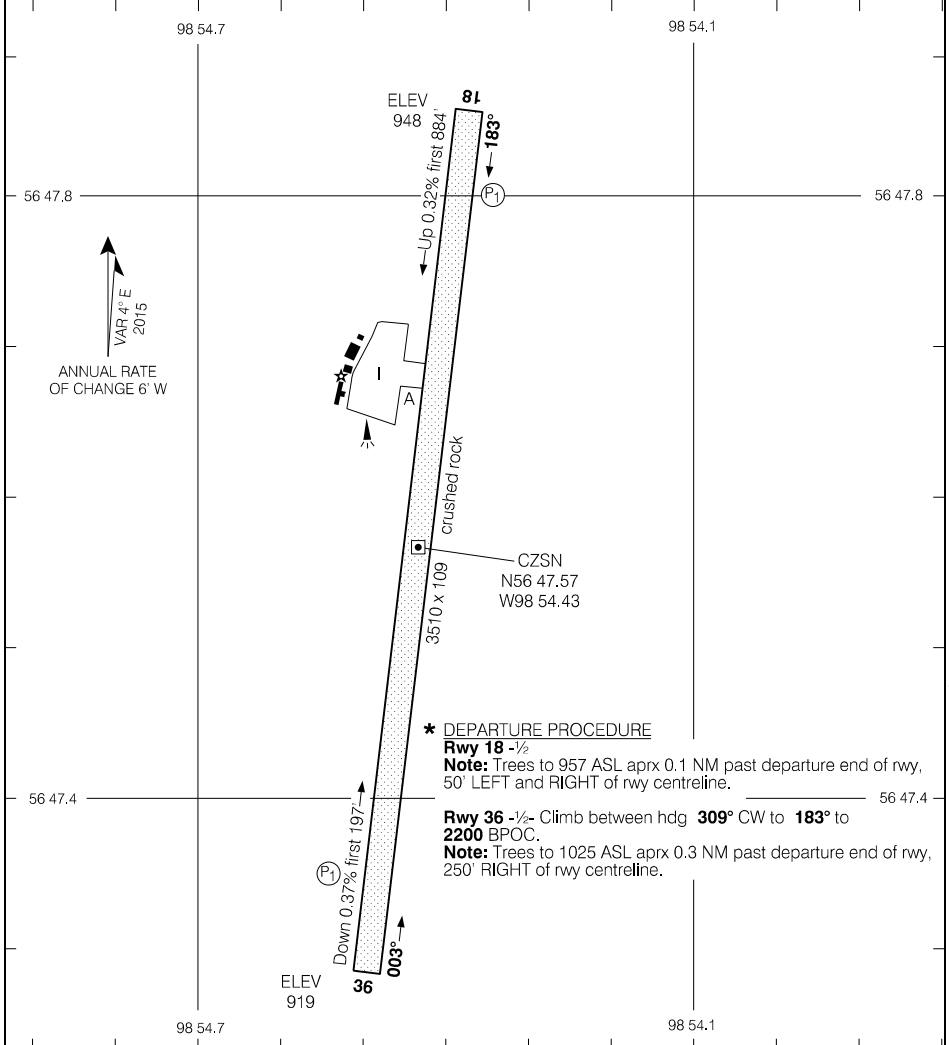 98 54.7
98 54.1
ELEV
948
18
183°
Up 0.32% first 884'
P1
56 47.8
56 47.8
VAR 4° E
2015
ANNUAL RATE
OF CHANGE 6' W
I
A
crushed rock
3510 x 109
CZSN
N56 47.57
W98 54.43
* DEPARTURE PROCEDURE
Rwy 18 -½
Note: Trees to 957 ASL aprx 0.1 NM past departure end of rwy,
50' LEFT and RIGHT of rwy centreline.
56 47.4
56 47.4
Rwy 36 -½- Climb between hdg 309° CW to 183° to
2200 BPOC.
Note: Trees to 1025 ASL aprx 0.3 NM past departure end of rwy,
250' RIGHT of rwy centreline.
P1
Down 0.37% first 197'
003°
36
ELEV
919
98 54.7
98 54.1